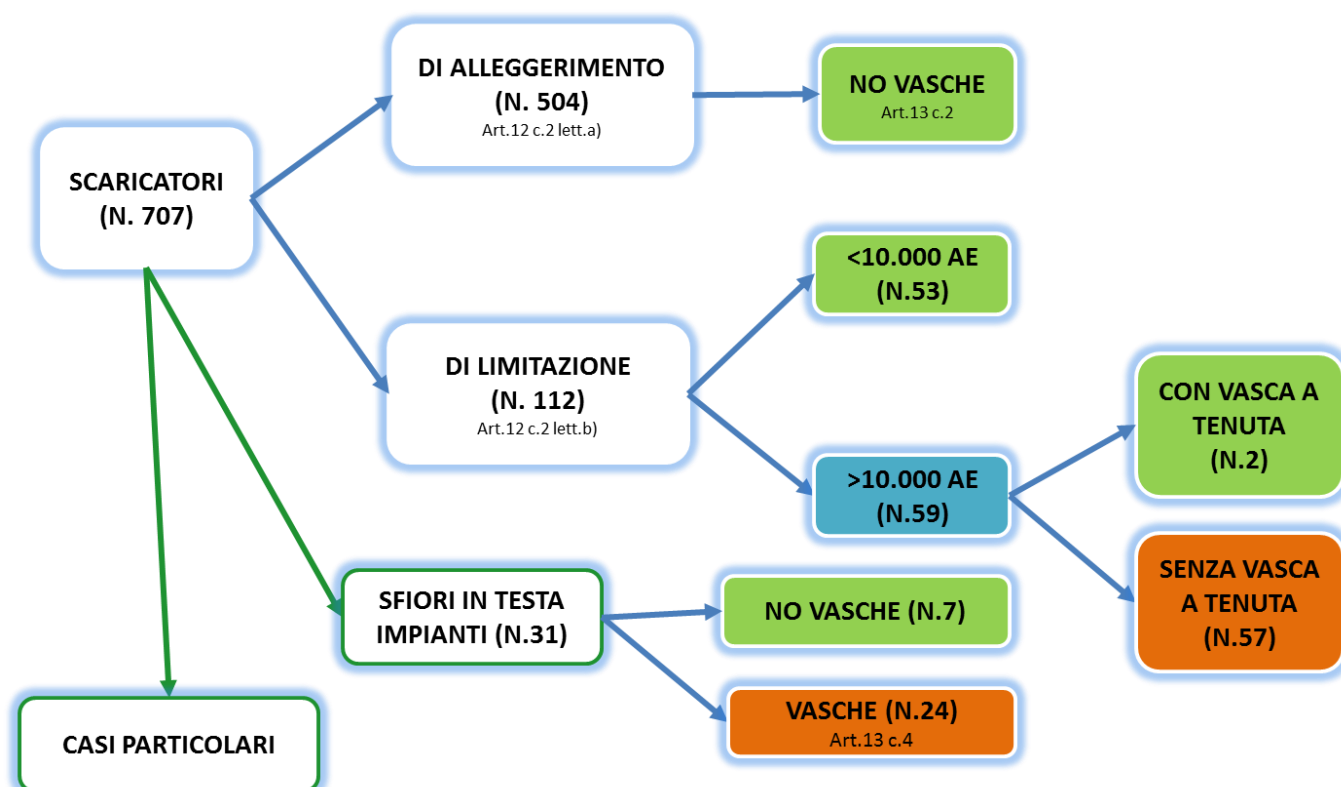 DI ALLEGGERIMENTO
(N. 504)
Art.12 c.2 lett.a)
NO VASCHE
Art.13 c.2
SCARICATORI
(N. 707)
<10.000 AE
(N.53)
DI LIMITAZIONE
(N. 112)
Art.12 c.2 lett.b)
CON VASCA A
TENUTA
(N.2)
>10.000 AE
(N.59)
SENZA VASCA
A TENUTA
(N.57)
SFIORI IN TESTA
IMPIANTI (N.31)
NO VASCHE (N.7)
VASCHE (N.24)
Art.13 c.4
CASI PARTICOLARI